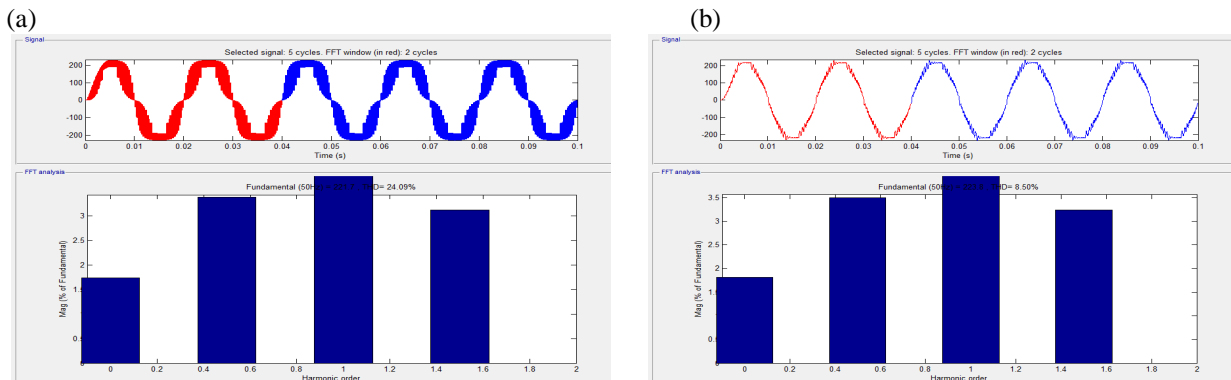 (a)
Signal
Selected signal: 5 cycles. FFT window (in red): 2 cycles
200
100
0
-100
-200
0
0.01
0.02
0.03
0.04
0.05
0.06
0.07
0.08
0.09
0.1
Time (s)
FFT analysis
Fundamental (50Hz) THD= 24.09%
Mag (% of Fundamental)
3
2.5
2
1.5
0 0.2 0.4 0.6 0.8 1 1.2 1.4 1.6 1.8 2
Harmonic order
(b)
Signal
Selected signal: 5 cycles. FFT window (in red): 2 cycles
200
100
0
-100
-200
0
0.01
0.02
0.03
0.04
0.05
0.06
0.07
0.08
0.09
0.1
Time (s)
FFT analysis
Fundamental (50Hz) THD= 8.50%
Mag (% of Fundamental)
3.5
3
2.5
2
1.5
0 0.2 0.4 0.6 0.8 1 1.2 1.4 1.6 1.8 2
Harmonic order